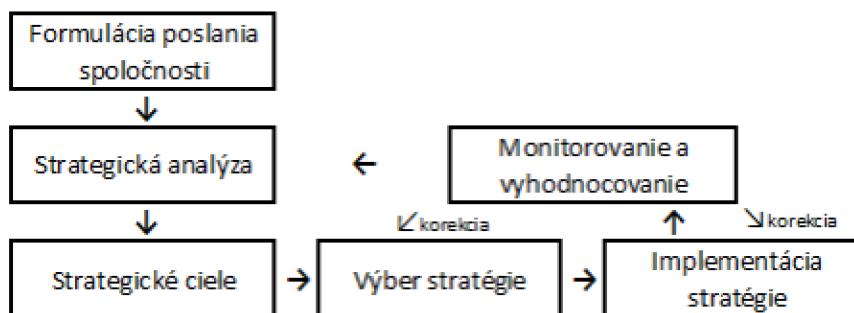 Formulácia poslania
spoločnosti
Strategická analýza
Monitorovanie a
vyhodnocovanie
korekcia
korekcia
Strategické ciele
Výber stratégie
Implementácia
stratégie